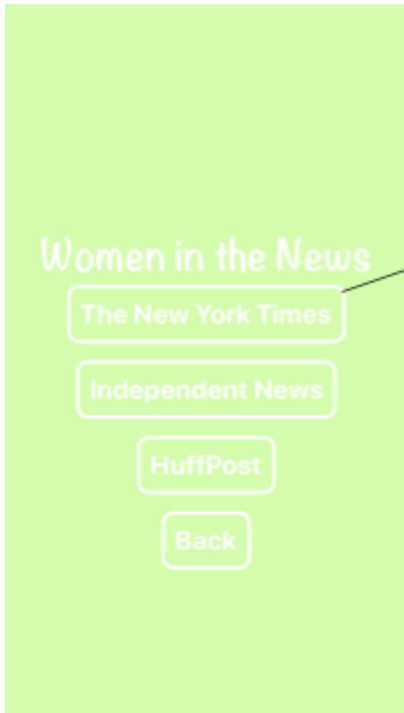 Women in the News
The New York Times
Independent News
HuffPost
Back